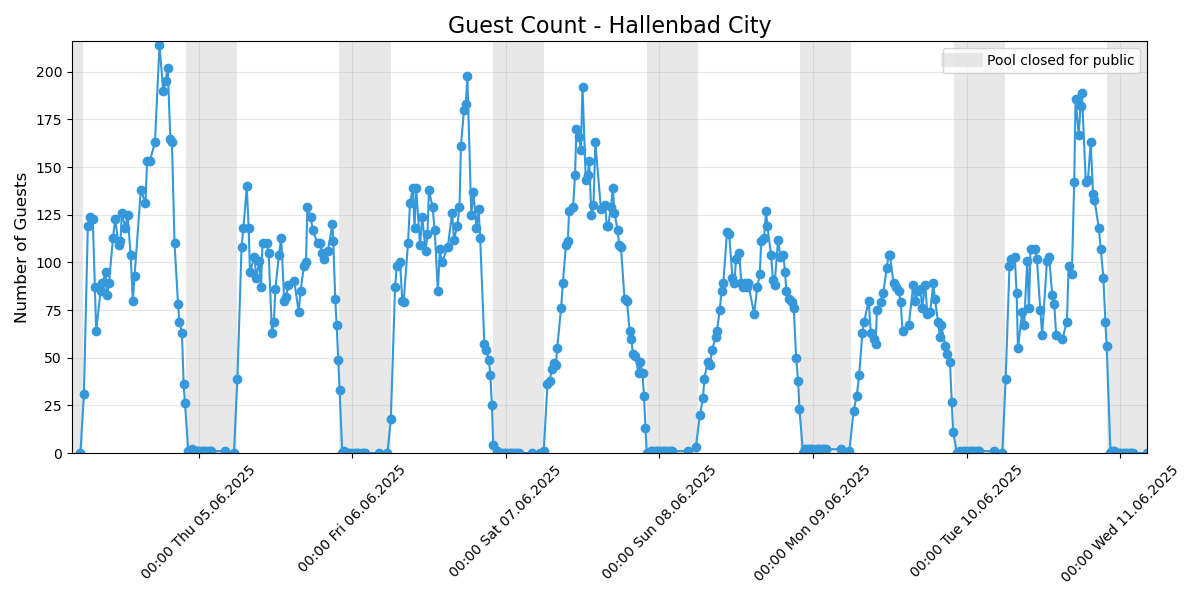 Guest Count - Hallenbad City
Pool closed for public
Number of Guests
200
175
150
125
100
75
50
25
0
00:00 Thu 05.06.2025
00:00 Fri 06.06.2025
00:00 Sat 07.06.2025
00:00 Sun 08.06.2025
00:00 Mon 09.06.2025
00:00 Tue 10.06.2025
00:00 Wed 11.06.2025